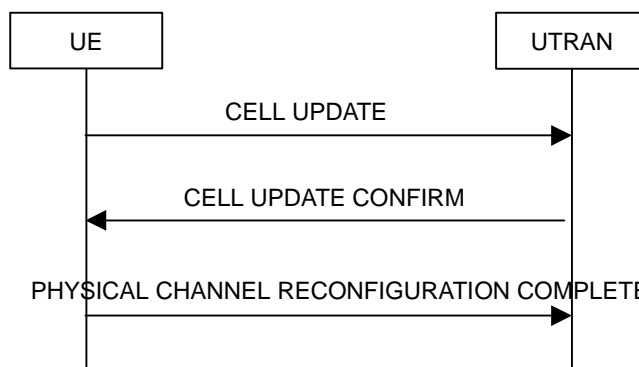 UE
UTRAN
CELL UPDATE
CELL UPDATE CONFIRM
PHYSICAL CHANNEL RECONFIGURATION COMPLETE